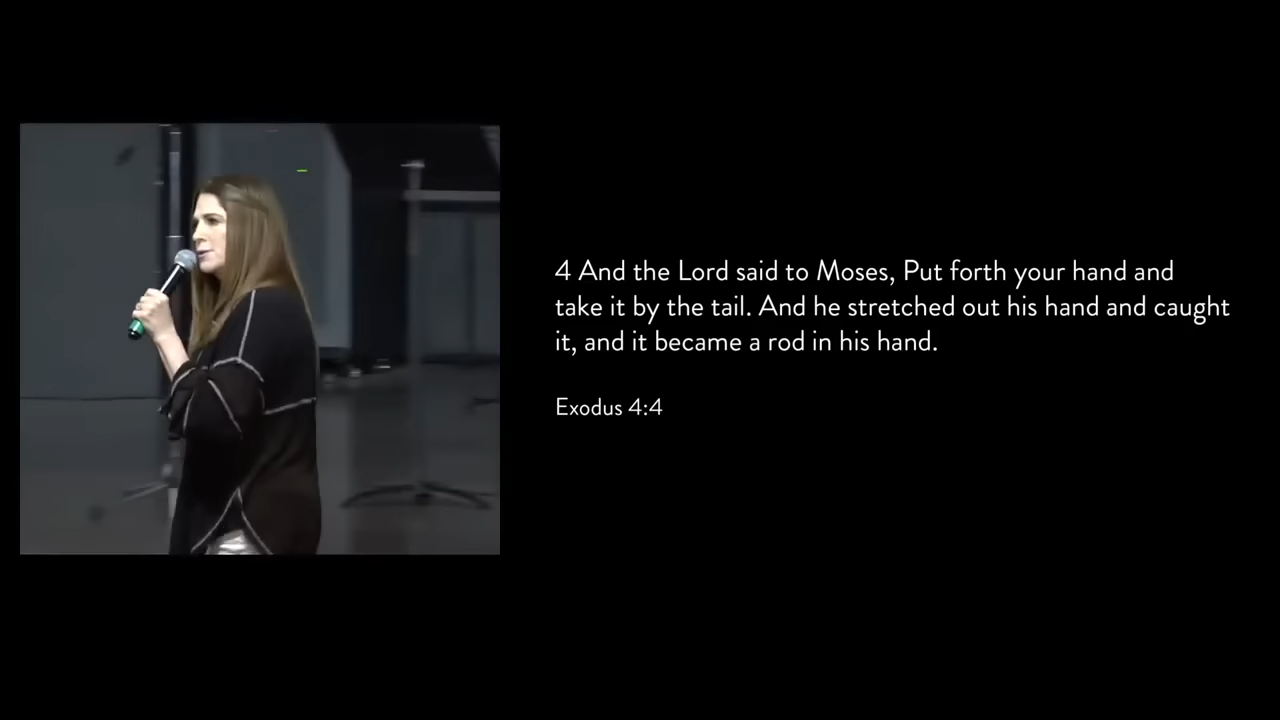 4 And the Lord said to Moses, Put forth your hand and
take it by the tail. And he stretched out his hand and caught
it, and it became a rod in his hand.
Exodus 4:4